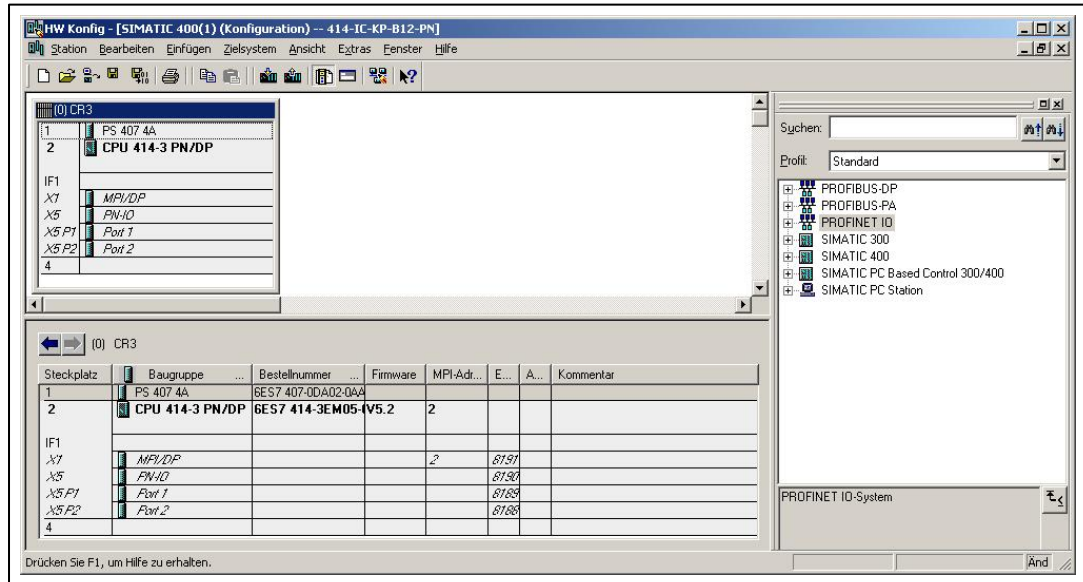 HW Konfig - [SIMATIC 400(1) (Konfiguration) -- 414-IC-KP-B12-PN]
Station Bearbeiten Einfügen Zielsystem Ansicht Extras Fenster Hilfe
(0) CR3
1 PS 407 4A
2 CPU 414-3 PN/DP
IF1
X1 MPI/DP
X5 PN-IO
X5 P1 Port 1
X5 P2 Port 2
4
Suchen:
Profil: Standard
PROFIBUS-DP
PROFIBUS-PA
PROFINET IO
SIMATIC 300
SIMATIC 400
SIMATIC PC Based Control 300/400
SIMATIC PC Station
(0) CR3
Steckplatz Baugruppe ... Bestellnummer ... Firmware MPI-Adr... E... A... Kommentar
1 PS 407 4A 6ES7 407-0DA02-0AA
2 CPU 414-3 PN/DP 6ES7 414-3EM05- V5.2 2
IF1
X1 MPI/DP 2 8191
X5 PN-IO 8190
X5 P1 Port 1 8189
X5 P2 Port 2 8188
4
PROFINET IO-System
Drücken Sie F1, um Hilfe zu erhalten.
Änd